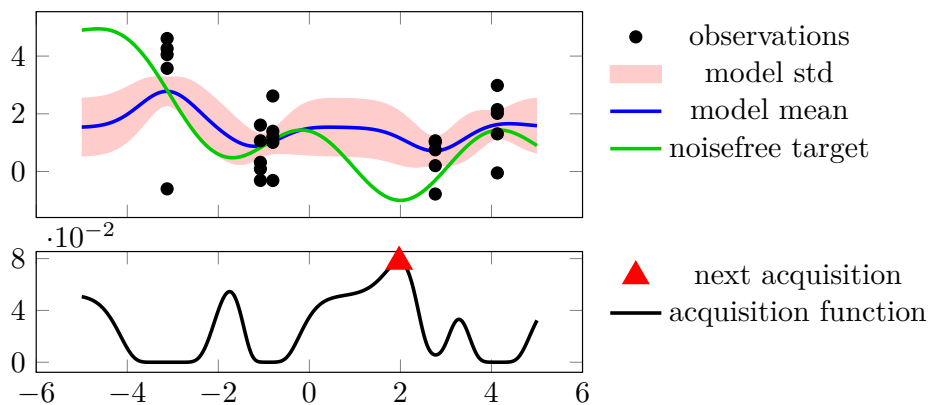 4
2
0
observations
model std
model mean
noisefree target
·10−2
8
4
0
−6
−4
−2
0
2
4
6
next acquisition
acquisition function